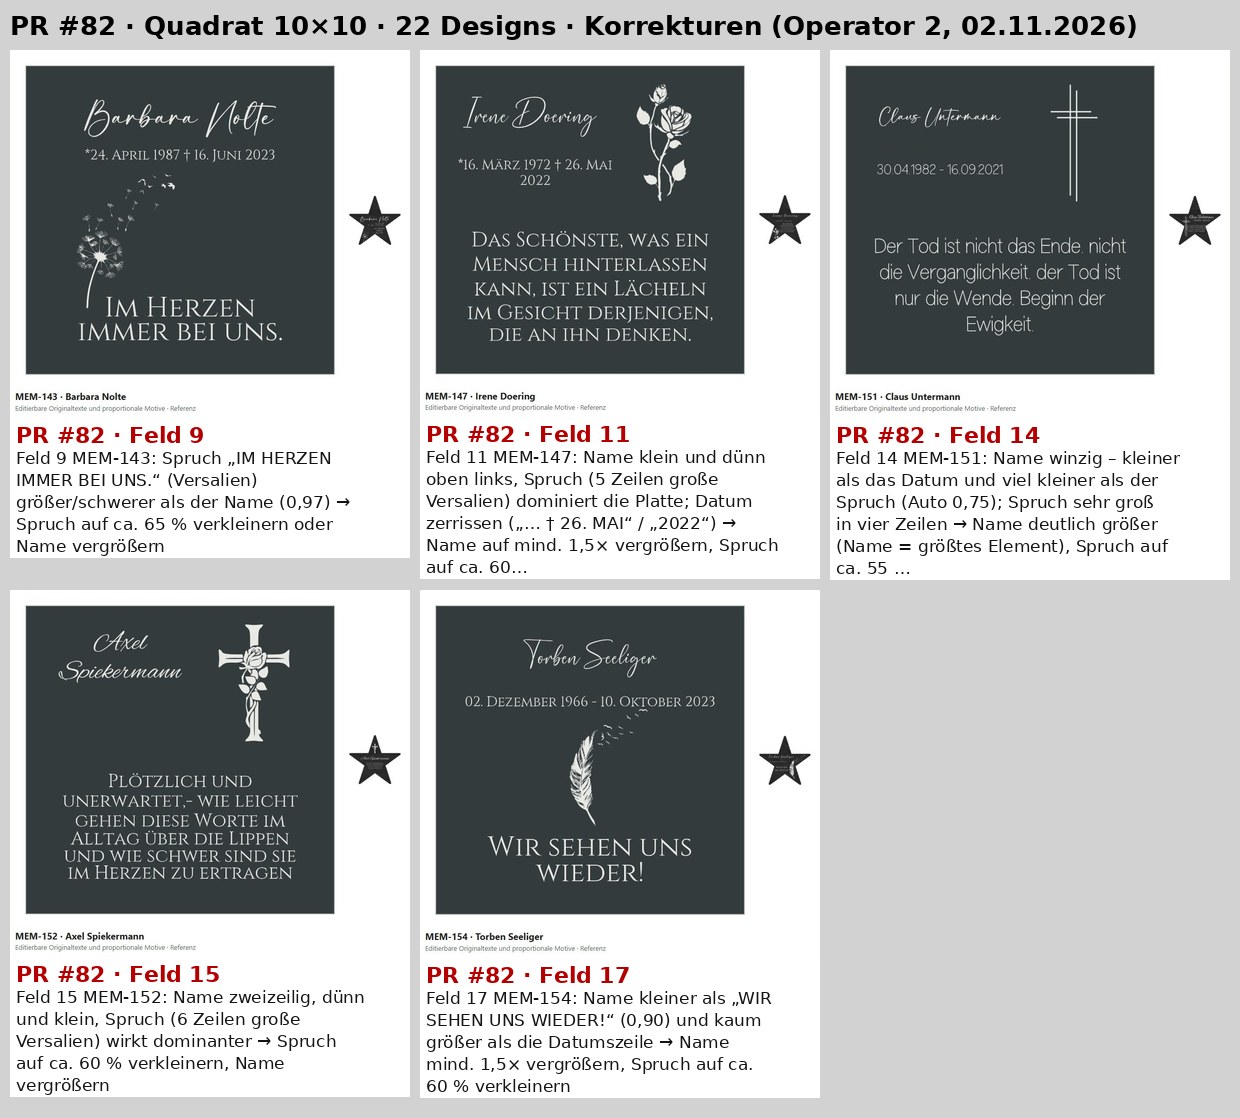 PR #82 · Quadrat 10×10 · 22 Designs · Korrekturen (Operator 2, 02.11.2026)
Barbara Nolte
*24. April 1987 † 16. Juni 2023
Im Herzen
immer bei uns.
MEM-143 · Barbara Nolte
Editierbare Originaltexte und proportionale Motive · Referenz
PR #82 · Feld 9
Feld 9 MEM-143: Spruch „IM HERZEN
IMMER BEI UNS.“ (Versalien)
größer/schwerer als der Name (0,97) →
Spruch auf ca. 65 % verkleinern oder
Name vergrößern
Irene Doering
*16. März 1972 † 26. Mai
2022
Das Schönste, was ein
Mensch hinterlassen
kann, ist ein Lächeln
im Gesicht derjenigen,
die an ihn denken.
MEM-147 · Irene Doering
Editierbare Originaltexte und proportionale Motive · Referenz
PR #82 · Feld 11
Feld 11 MEM-147: Name klein und dünn
oben links, Spruch (5 Zeilen große
Versalien) dominiert die Platte; Datum
zerrissen („… † 26. MAI“ / „2022“) →
Name auf mind. 1,5× vergrößern, Spruch
auf ca. 60…
Claus Untermann
30.04.1982 - 16.09.2021
Der Tod ist nicht das Ende. nicht
die Verganglichkeit. der Tod ist
nur die Wende. Beginn der
Ewigkeit.
MEM-151 · Claus Untermann
Editierbare Originaltexte und proportionale Motive · Referenz
PR #82 · Feld 14
Feld 14 MEM-151: Name winzig – kleiner
als das Datum und viel kleiner als der
Spruch (Auto 0,75); Spruch sehr groß
in vier Zeilen → Name deutlich größer
(Name = größtes Element), Spruch auf
ca. 55 …
Axel
Spiekermann
Plötzlich und
unerwartet,- wie leicht
gehen diese Worte im
Alltag über die Lippen
und wie schwer sind sie
im Herzen zu ertragen
MEM-152 · Axel Spiekermann
Editierbare Originaltexte und proportionale Motive · Referenz
PR #82 · Feld 15
Feld 15 MEM-152: Name zweizeilig, dünn
und klein, Spruch (6 Zeilen große
Versalien) wirkt dominanter → Spruch
auf ca. 60 % verkleinern, Name
vergrößern
Torben Seeliger
02. Dezember 1966 - 10. Oktober 2023
Wir sehen uns
wieder!
MEM-154 · Torben Seeliger
Editierbare Originaltexte und proportionale Motive · Referenz
PR #82 · Feld 17
Feld 17 MEM-154: Name kleiner als „WIR
SEHEN UNS WIEDER!“ (0,90) und kaum
größer als die Datumszeile → Name
mind. 1,5× vergrößern, Spruch auf ca.
60 % verkleinern